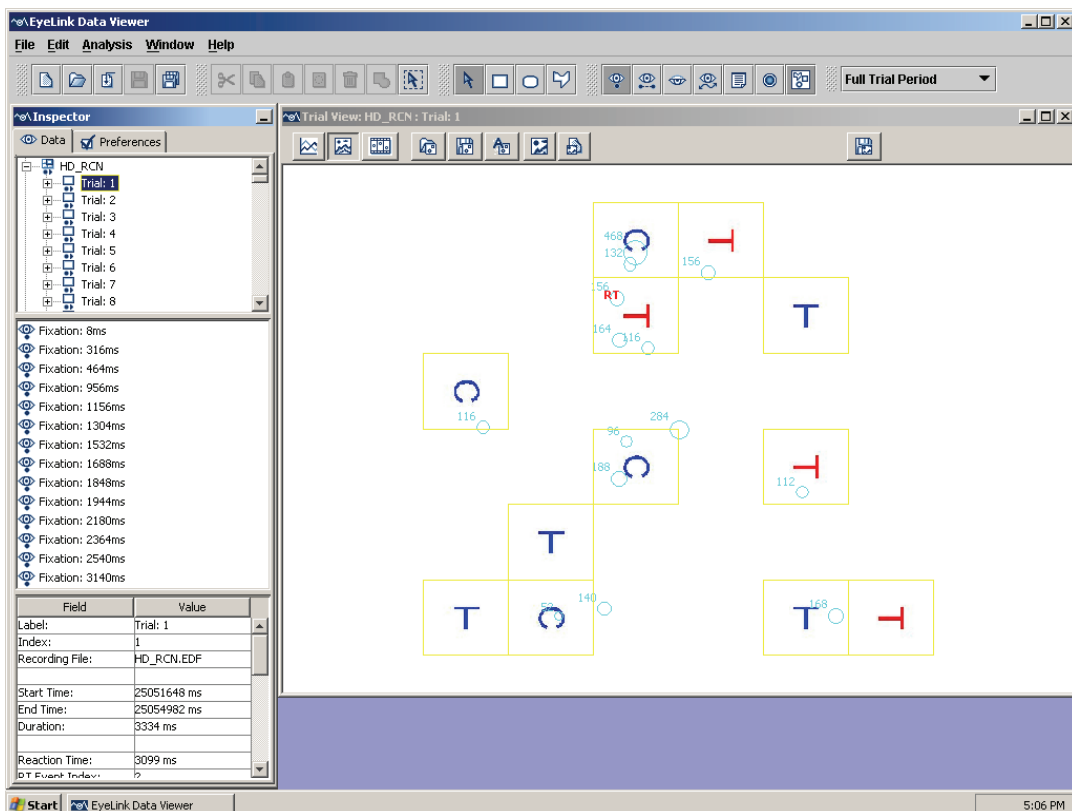 EyeLink Data Viewer
File Edit Analysis Window Help
Full Trial Period
Inspector
Data Preferences
HD_RCN
Trial: 1
Trial: 2
Trial: 3
Trial: 4
Trial: 5
Trial: 6
Trial: 7
Trial: 8
Fixation: 8ms
Fixation: 316ms
Fixation: 464ms
Fixation: 956ms
Fixation: 1156ms
Fixation: 1304ms
Fixation: 1532ms
Fixation: 1688ms
Fixation: 1848ms
Fixation: 1944ms
Fixation: 2180ms
Fixation: 2364ms
Fixation: 2540ms
Fixation: 3140ms
Field Value
Label: Trial: 1
Index: 1
Recording File: HD_RCN.EDF
Start Time: 25051648 ms
End Time: 25054982 ms
Duration: 3334 ms
Reaction Time: 3099 ms
RT Event Index: 2
Trial View: HD_RCN : Trial: 1
468 C T
132
156
156
RT T T
164 116
C
116
284
96
188 C T
112
T
T 52 C 140 T 168 T
Start EyeLink Data Viewer 5:06 PM